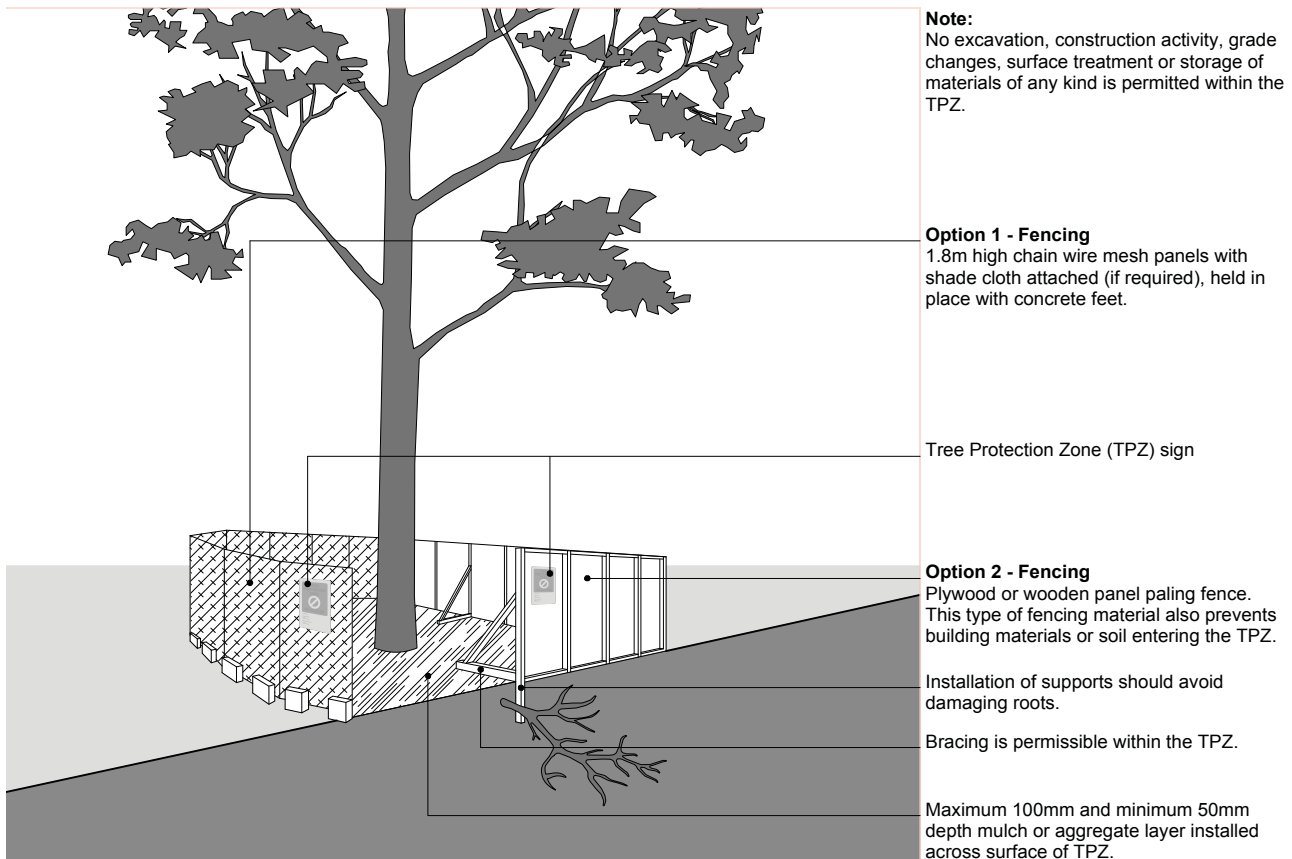 Note:
No excavation, construction activity, grade
changes, surface treatment or storage of
materials of any kind is permitted within the
TPZ.
Option 1 - Fencing
1.8m high chain wire mesh panels with
shade cloth attached (if required), held in
place with concrete feet.
Tree Protection Zone (TPZ) sign
Option 2 - Fencing
Plywood or wooden panel paling fence.
This type of fencing material also prevents
building materials or soil entering the TPZ.
Installation of supports should avoid
damaging roots.
Bracing is permissible within the TPZ.
Maximum 100mm and minimum 50mm
depth mulch or aggregate layer installed
across surface of TPZ.